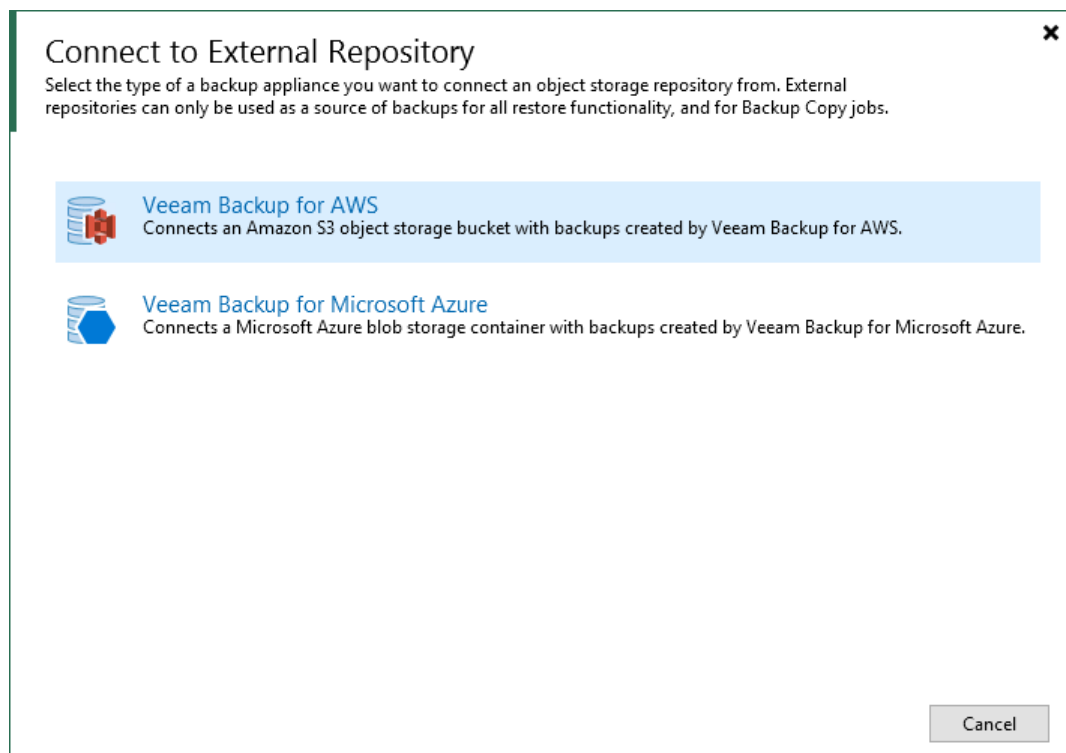 Connect to External Repository
Select the type of a backup appliance you want to connect an object storage repository from. External
repositories can only be used as a source of backups for all restore functionality, and for Backup Copy jobs.
Veeam Backup for AWS
Connects an Amazon S3 object storage bucket with backups created by Veeam Backup for AWS.
Veeam Backup for Microsoft Azure
Connects a Microsoft Azure blob storage container with backups created by Veeam Backup for Microsoft Azure.
Cancel